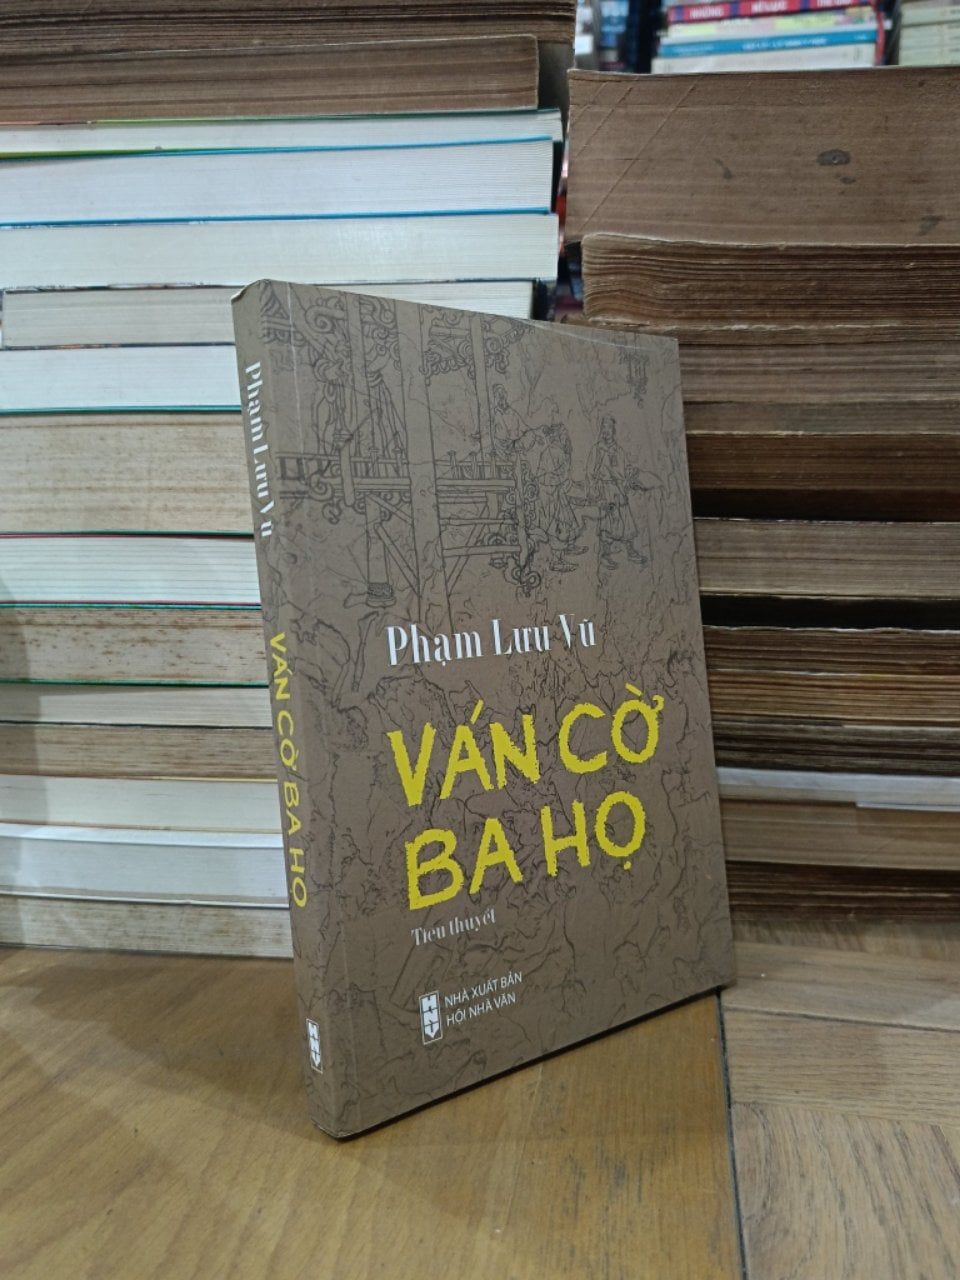 Phạm Lưu Vũ
VÁN CỜ BA HỌ
Phạm Lưu Vũ
VÁN CỜ
BA HỌ
Tiểu thuyết
NHÀ XUẤT BẢN
HỘI NHÀ VĂN
NHỮNG